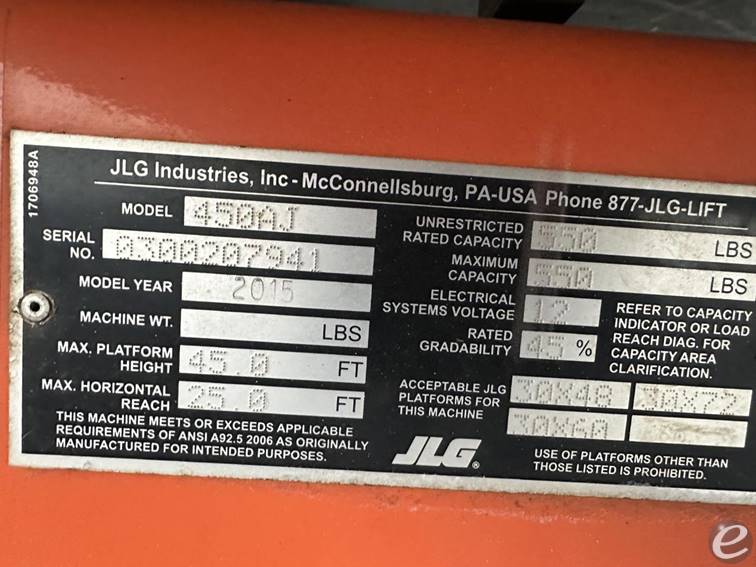 1706948A
JLG Industries, Inc - McConnellsburg, PA-USA Phone 877-JLG-LIFT
MODEL 450AJ
SERIAL NO. 0300207941
MODEL YEAR 2015
MACHINE WT. LBS
MAX. PLATFORM HEIGHT 45.0 FT
MAX. HORIZONTAL REACH 25.0 FT
THIS MACHINE MEETS OR EXCEEDS APPLICABLE
REQUIREMENTS OF ANSI A92.5 2006 AS ORIGINALLY
MANUFACTURED FOR INTENDED PURPOSES.
UNRESTRICTED
RATED CAPACITY 550 LBS
MAXIMUM
CAPACITY 550 LBS
ELECTRICAL
SYSTEMS VOLTAGE 12
RATED
GRADABILITY 45 %
REFER TO CAPACITY
INDICATOR OR LOAD
REACH DIAG. FOR
CAPACITY AREA
CLARIFICATION.
ACCEPTABLE JLG
PLATFORMS FOR
THIS MACHINE
30X48 30X72
30X60
JLG®
USE OF PLATFORMS OTHER THAN
THOSE LISTED IS PROHIBITED.
e